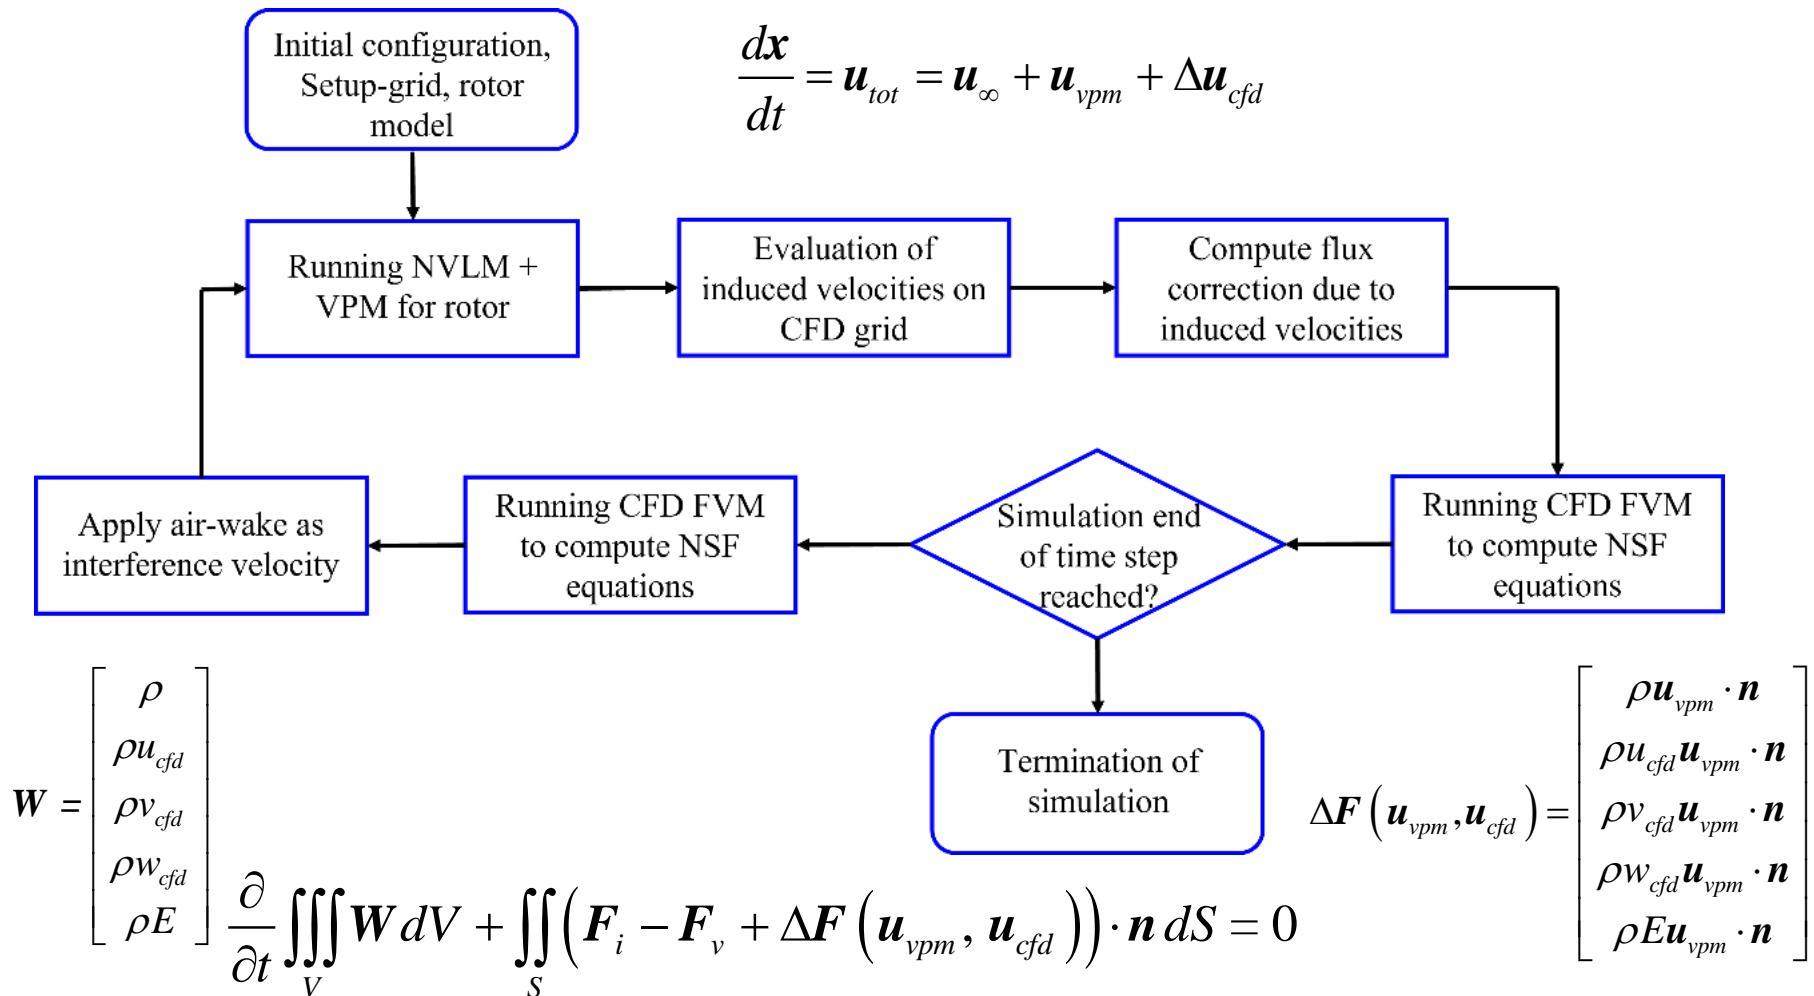 Initial configuration,
Setup-grid, rotor
model
d𝒙/dt = 𝒖_tot = 𝒖_∞ + 𝒖_vpm + Δ𝒖_cfd
Running NVLM +
VPM for rotor
Evaluation of
induced velocities on
CFD grid
Compute flux
correction due to
induced velocities
Running CFD FVM
to compute NSF
equations
Simulation end
of time step
reached?
Running CFD FVM
to compute NSF
equations
Apply air-wake as
interference velocity
Termination of
simulation
𝑾 = [
ρ
ρu_cfd
ρv_cfd
ρw_cfd
ρE
]
∂/∂t ∭_V 𝑾 dV + ∬_S (𝑭_i − 𝑭_v + Δ𝑭(𝒖_vpm, 𝒖_cfd)) · 𝒏 dS = 0
Δ𝑭(𝒖_vpm, 𝒖_cfd) = [
ρ𝒖_vpm · 𝒏
ρu_cfd 𝒖_vpm · 𝒏
ρv_cfd 𝒖_vpm · 𝒏
ρw_cfd 𝒖_vpm · 𝒏
ρE𝒖_vpm · 𝒏
]